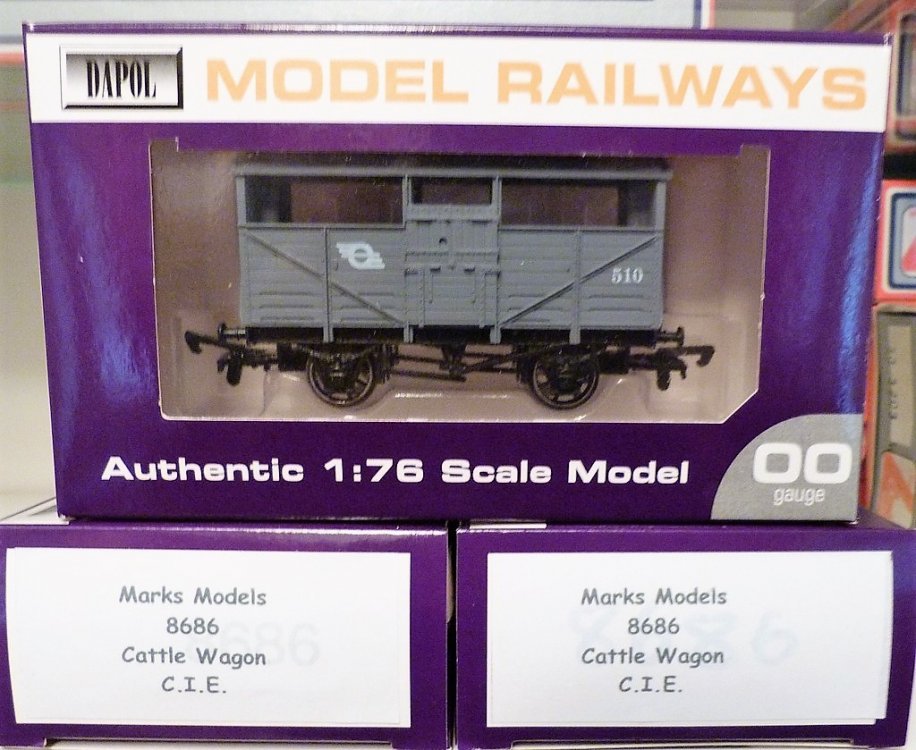 DAPOL
MODEL RAILWAYS
510
Authentic 1:76 Scale Model
OO
gauge
Marks Models
8686
Cattle Wagon
C.I.E.
Marks Models
8686
Cattle Wagon
C.I.E.